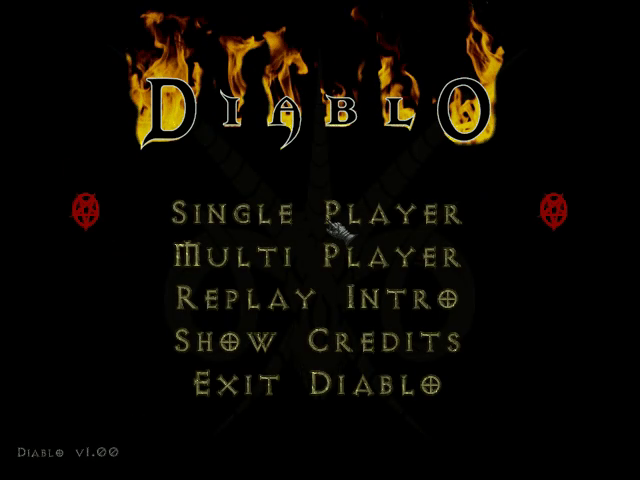 Diablo
Single Player
Multi Player
Replay Intro
Show Credits
Exit Diablo
Diablo v1.00